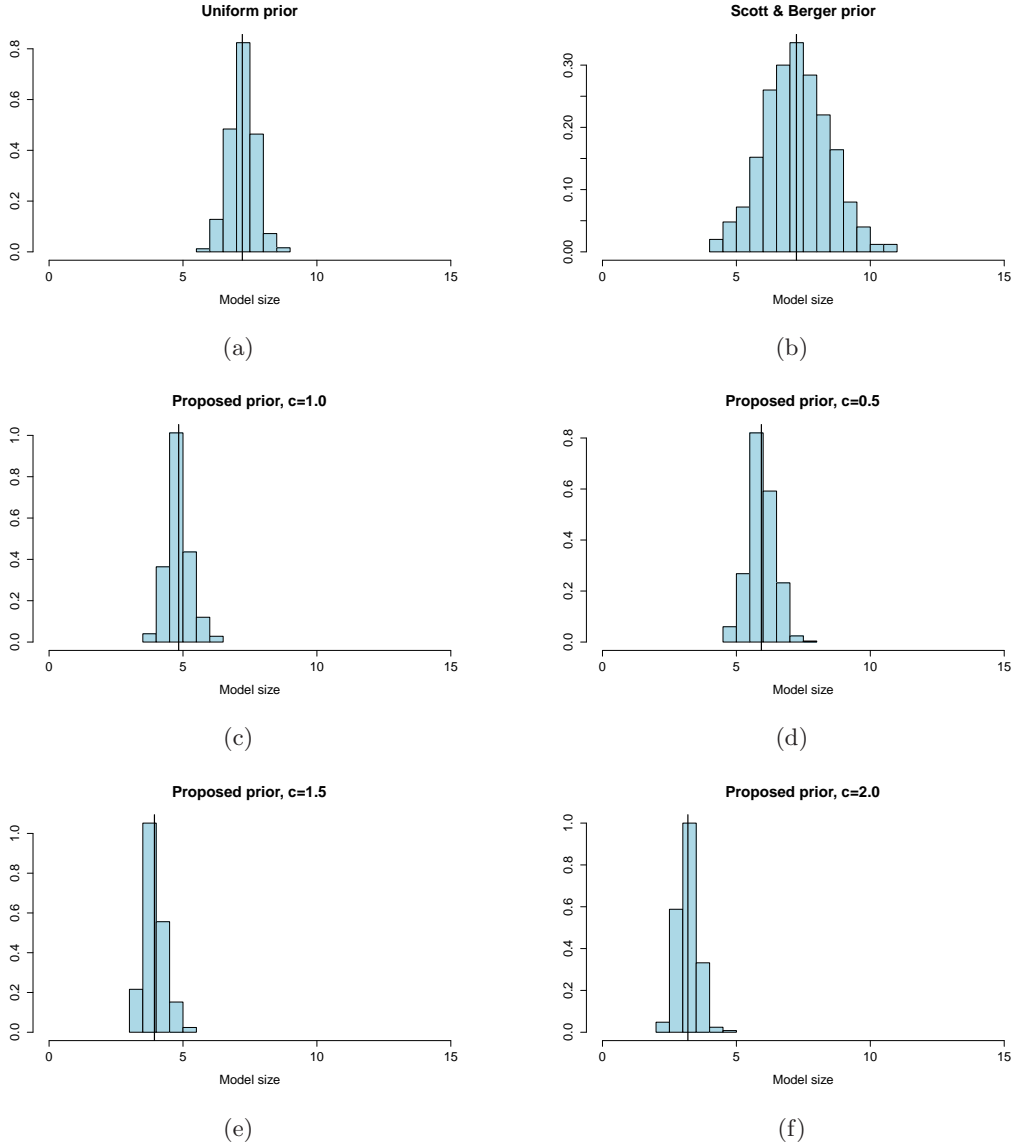 Uniform prior
0.0 0.2 0.4 0.6 0.8
0 5 10 15
Model size
(a)
Scott & Berger prior
0.00 0.10 0.20 0.30
0 5 10 15
Model size
(b)
Proposed prior, c=1.0
0.0 0.2 0.4 0.6 0.8 1.0
0 5 10 15
Model size
(c)
Proposed prior, c=0.5
0.0 0.2 0.4 0.6 0.8
0 5 10 15
Model size
(d)
Proposed prior, c=1.5
0.0 0.2 0.4 0.6 0.8 1.0
0 5 10 15
Model size
(e)
Proposed prior, c=2.0
0.0 0.2 0.4 0.6 0.8 1.0
0 5 10 15
Model size
(f)